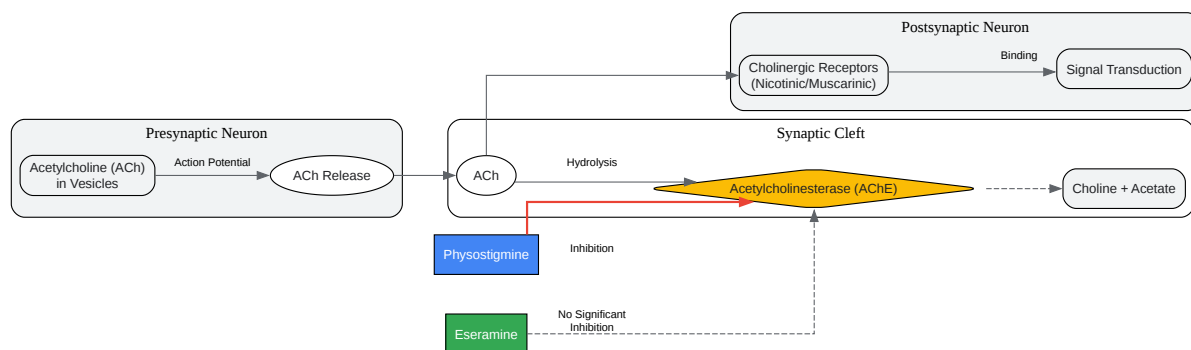 Postsynaptic Neuron
Cholinergic Receptors
(Nicotinic/Muscarinic)
Binding
Signal Transduction
Presynaptic Neuron
Acetylcholine (ACh)
in Vesicles
Action Potential
ACh Release
Synaptic Cleft
ACh
Hydrolysis
Acetylcholinesterase (AChE)
Choline + Acetate
Physostigmine
Inhibition
Eseramine
No Significant
Inhibition